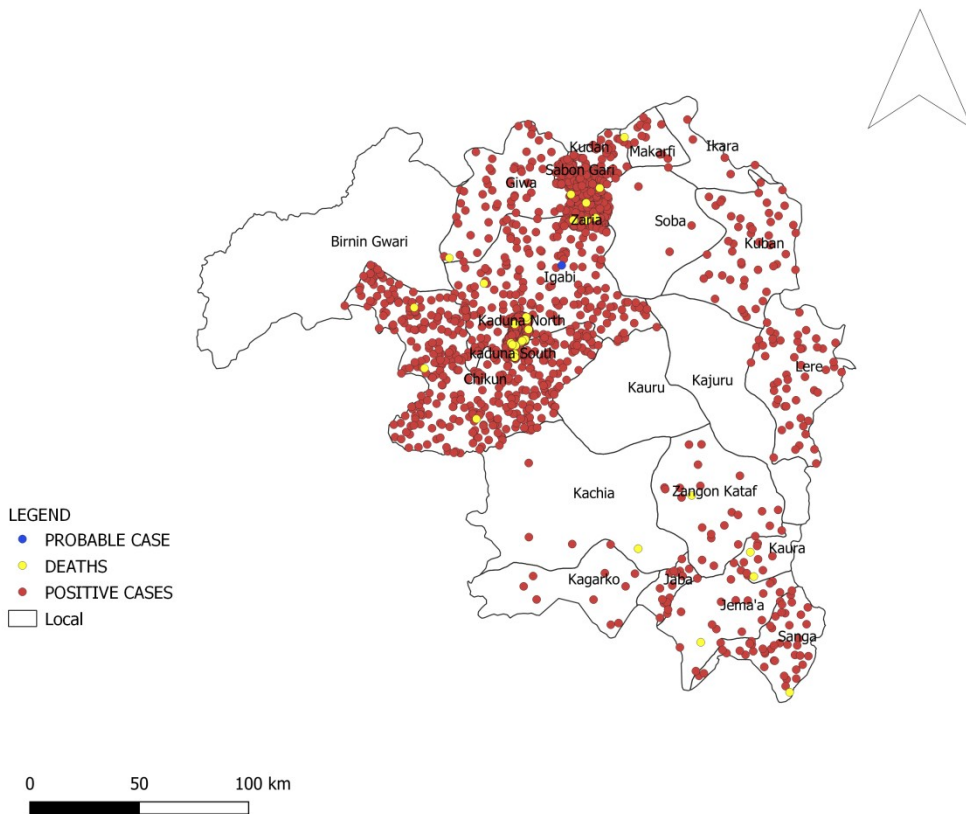 Kudan
Makarfi
Ikara
Sabon Gari
Giwa
Zaria
Soba
Birnin Gwari
Kuban
Igabi
Kaduna North
kaduna South
Chikun
Kauru
Kajuru
Lere
Kachia
Zangon Kataf
Kaura
Kagarko
Jaba
Jema'a
Sanga
LEGEND
PROBABLE CASE
DEATHS
POSITIVE CASES
Local
0 50 100 km